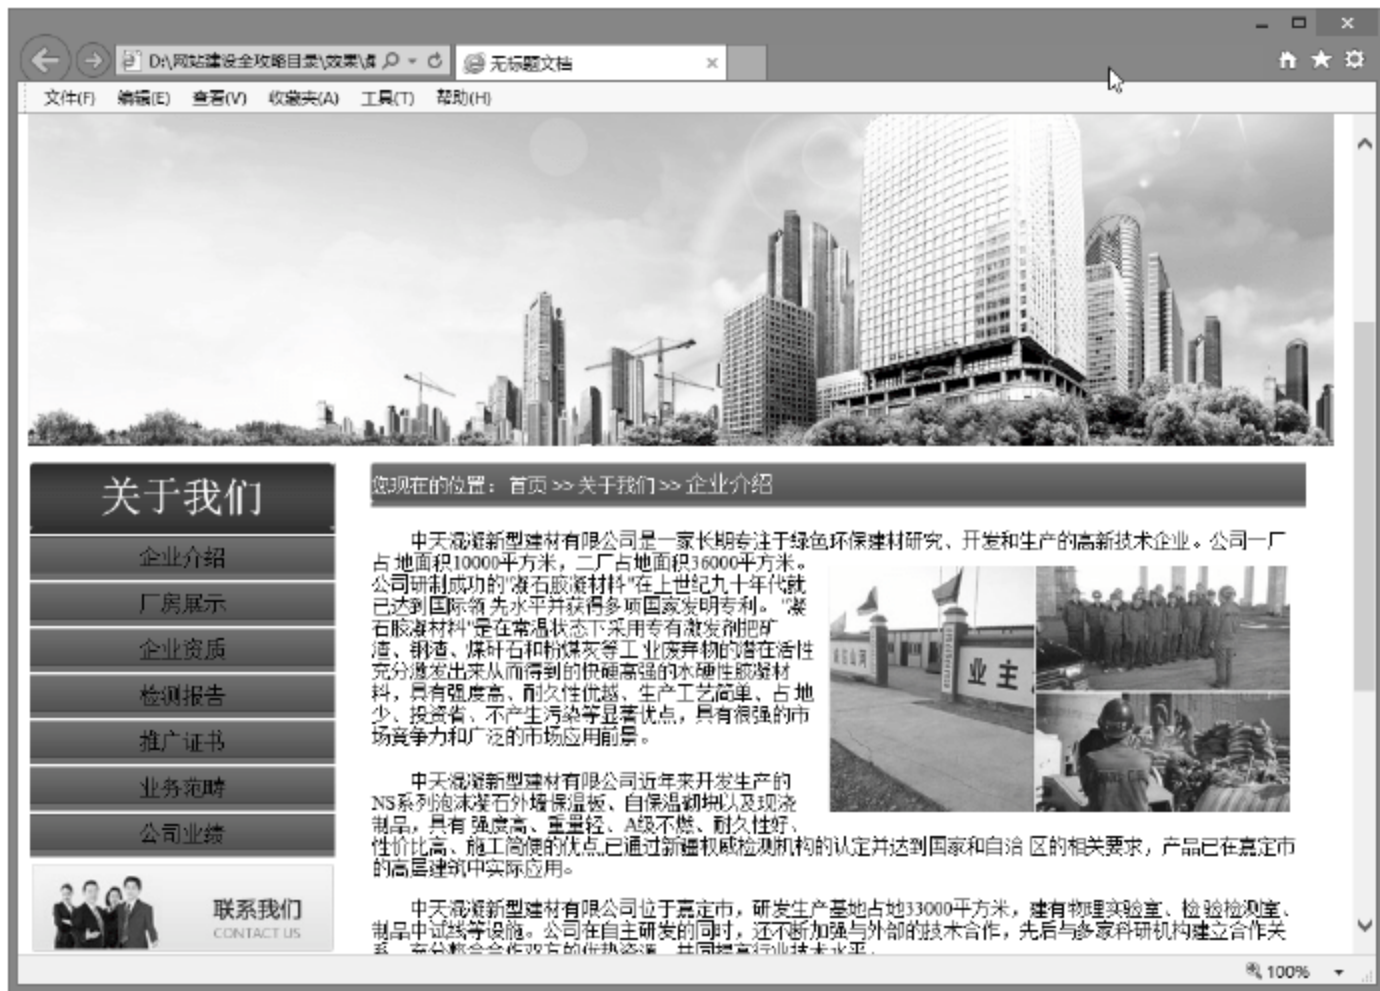 D:\网站建设全攻略目录\效果\
无标题文档
文件(F) 编辑(E) 查看(V) 收藏夹(A) 工具(T) 帮助(H)
关于我们
企业介绍
厂房展示
企业资质
检测报告
推广证书
业务范畴
公司业绩
联系我们
CONTACT US
您现在的位置： 首页 >> 关于我们 >> 企业介绍
中天混凝新型建材有限公司是一家长期专注于绿色环保建材研究、开发和生产的高新技术企业。公司一厂
占 地面积10000平方米，二厂占地面积36000平方米。
公司研制成功的"凝石胶凝材料"在上世纪九十年代就
已达到国际领 先水平并获得多项国家发明专利。 "凝
石胶凝材料"是在常温状态下采用专有激发剂把矿
渣、钢渣、煤矸石和粉煤灰等工 业废弃物的潜在活性
充分激发出来从而得到的快硬高强的水硬性胶凝材
料，具有强度高、耐久性优越、生产工艺简单、占 地
少、投资省、不产生污染等显著优点，具有很强的市
场竞争力和广泛的市场应用前景。
中天混凝新型建材有限公司近年来开发生产的
NS系列泡沫凝石外墙保温板、自保温砌块以及现浇
制品，具有 强度高、重量轻、A级不燃、耐久性好、
性价比高、施工简便的优点,已通过新疆权威检测机构的认定并达到国家和自治 区的相关要求，产品已在嘉定市
的高层建筑中实际应用。
中天混凝新型建材有限公司位于嘉定市，研发生产基地占地33000平方米，建有物理实验室、检 验检测室、
制品中试线等设施。公司在自主研发的同时，还不断加强与外部的技术合作，先后与多家科研机构建立合作关
系，充分整合合作双方的优势资源，共同提高行业技术水平。
业 主
100%